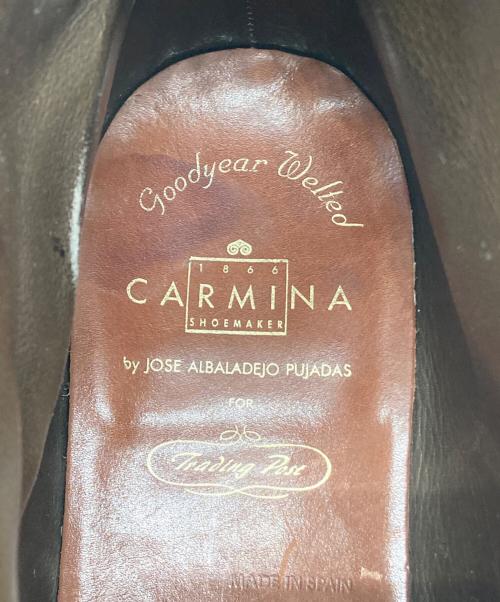 Goodyear Welted
1866
CARMINA
SHOEMAKER
by JOSE ALBALADEJO PUJADAS
FOR
Trading Post
MADE IN SPAIN